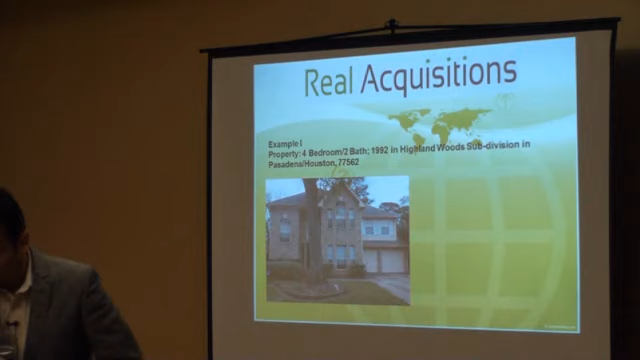 Real Acquisitions
Example I
Property: 4 Bedroom/2 Bath; 1992 in Highland Woods Sub-division in
Pasadena/Houston, 77562